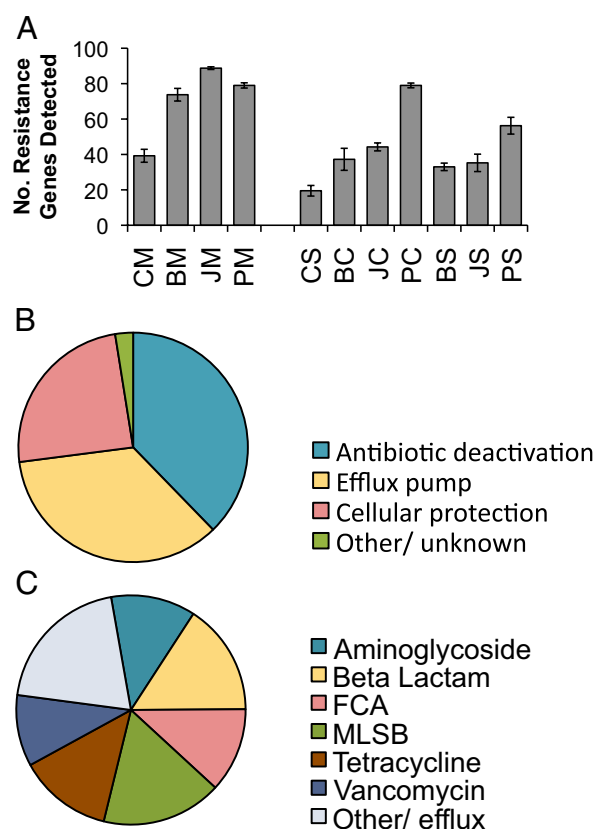 A
No. Resistance
Genes Detected
100
80
60
40
20
0
CM BM JM PM CS BC JC PC BS JS PS
B
Antibiotic deactivation
Efflux pump
Cellular protection
Other/ unknown
C
Aminoglycoside
Beta Lactam
FCA
MLSB
Tetracycline
Vancomycin
Other/ efflux